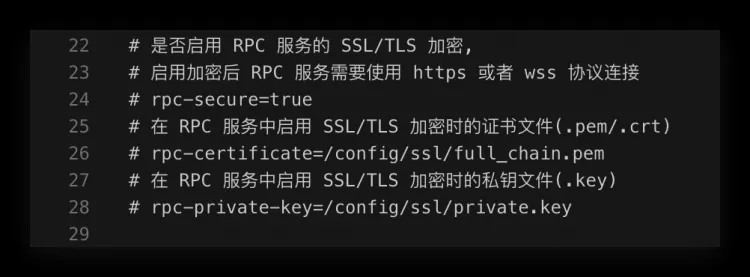 22 # 是否启用 RPC 服务的 SSL/TLS 加密,
23 # 启用加密后 RPC 服务需要使用 https 或者 wss 协议连接
24 # rpc-secure=true
25 # 在 RPC 服务中启用 SSL/TLS 加密时的证书文件(.pem/.crt)
26 # rpc-certificate=/config/ssl/full_chain.pem
27 # 在 RPC 服务中启用 SSL/TLS 加密时的私钥文件(.key)
28 # rpc-private-key=/config/ssl/private.key
29